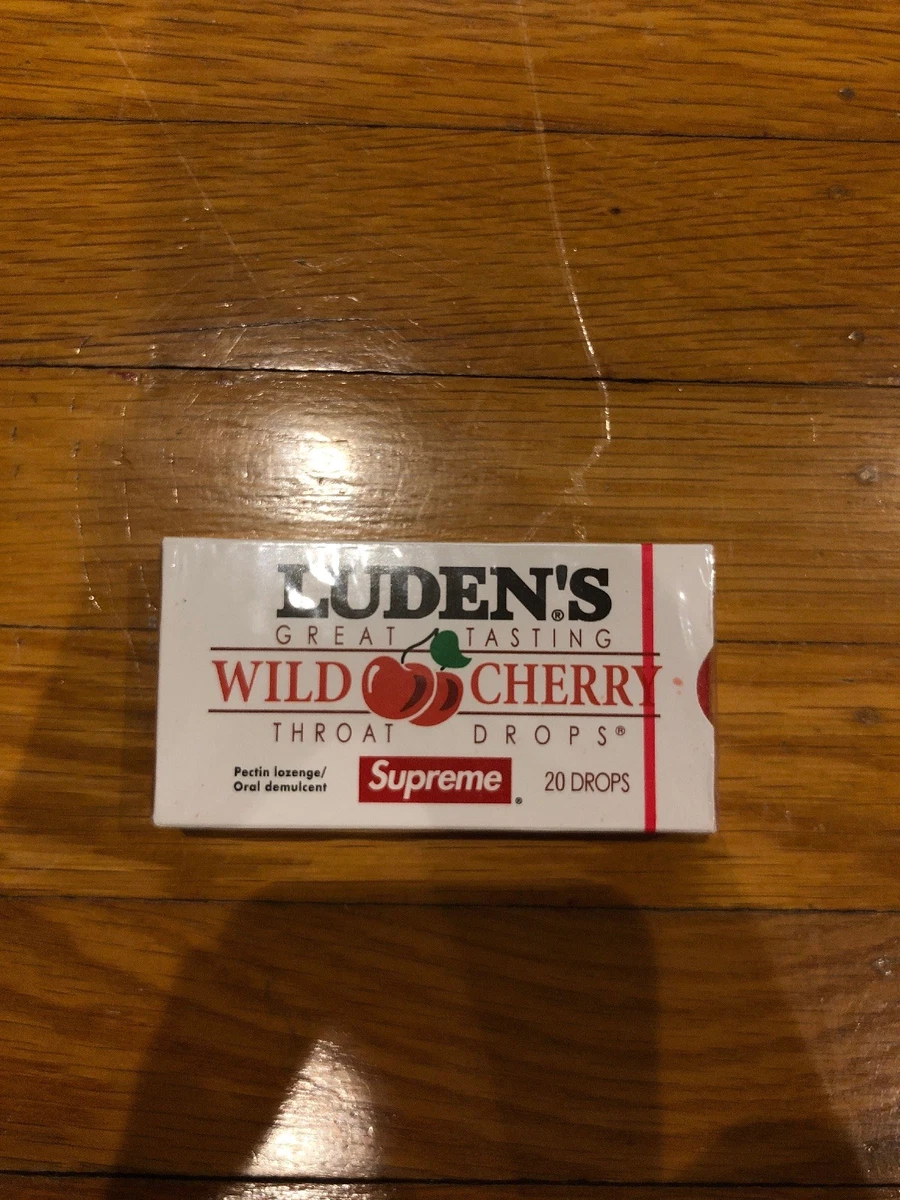 LUDEN'S®
GREAT TASTING
WILD CHERRY
THROAT DROPS®
Pectin lozenge/
Oral demulcent
Supreme®
20 DROPS